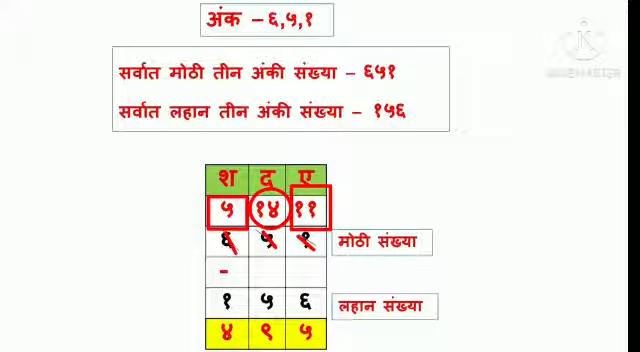 अंक – ६,५,१
सर्वात मोठी तीन अंकी संख्या – ६५१
सर्वात लहान तीन अंकी संख्या – १५६
श द ए
५ १४ ११
६ ५ १ मोठी संख्या
-
१ ५ ६ लहान संख्या
४ ९ ५